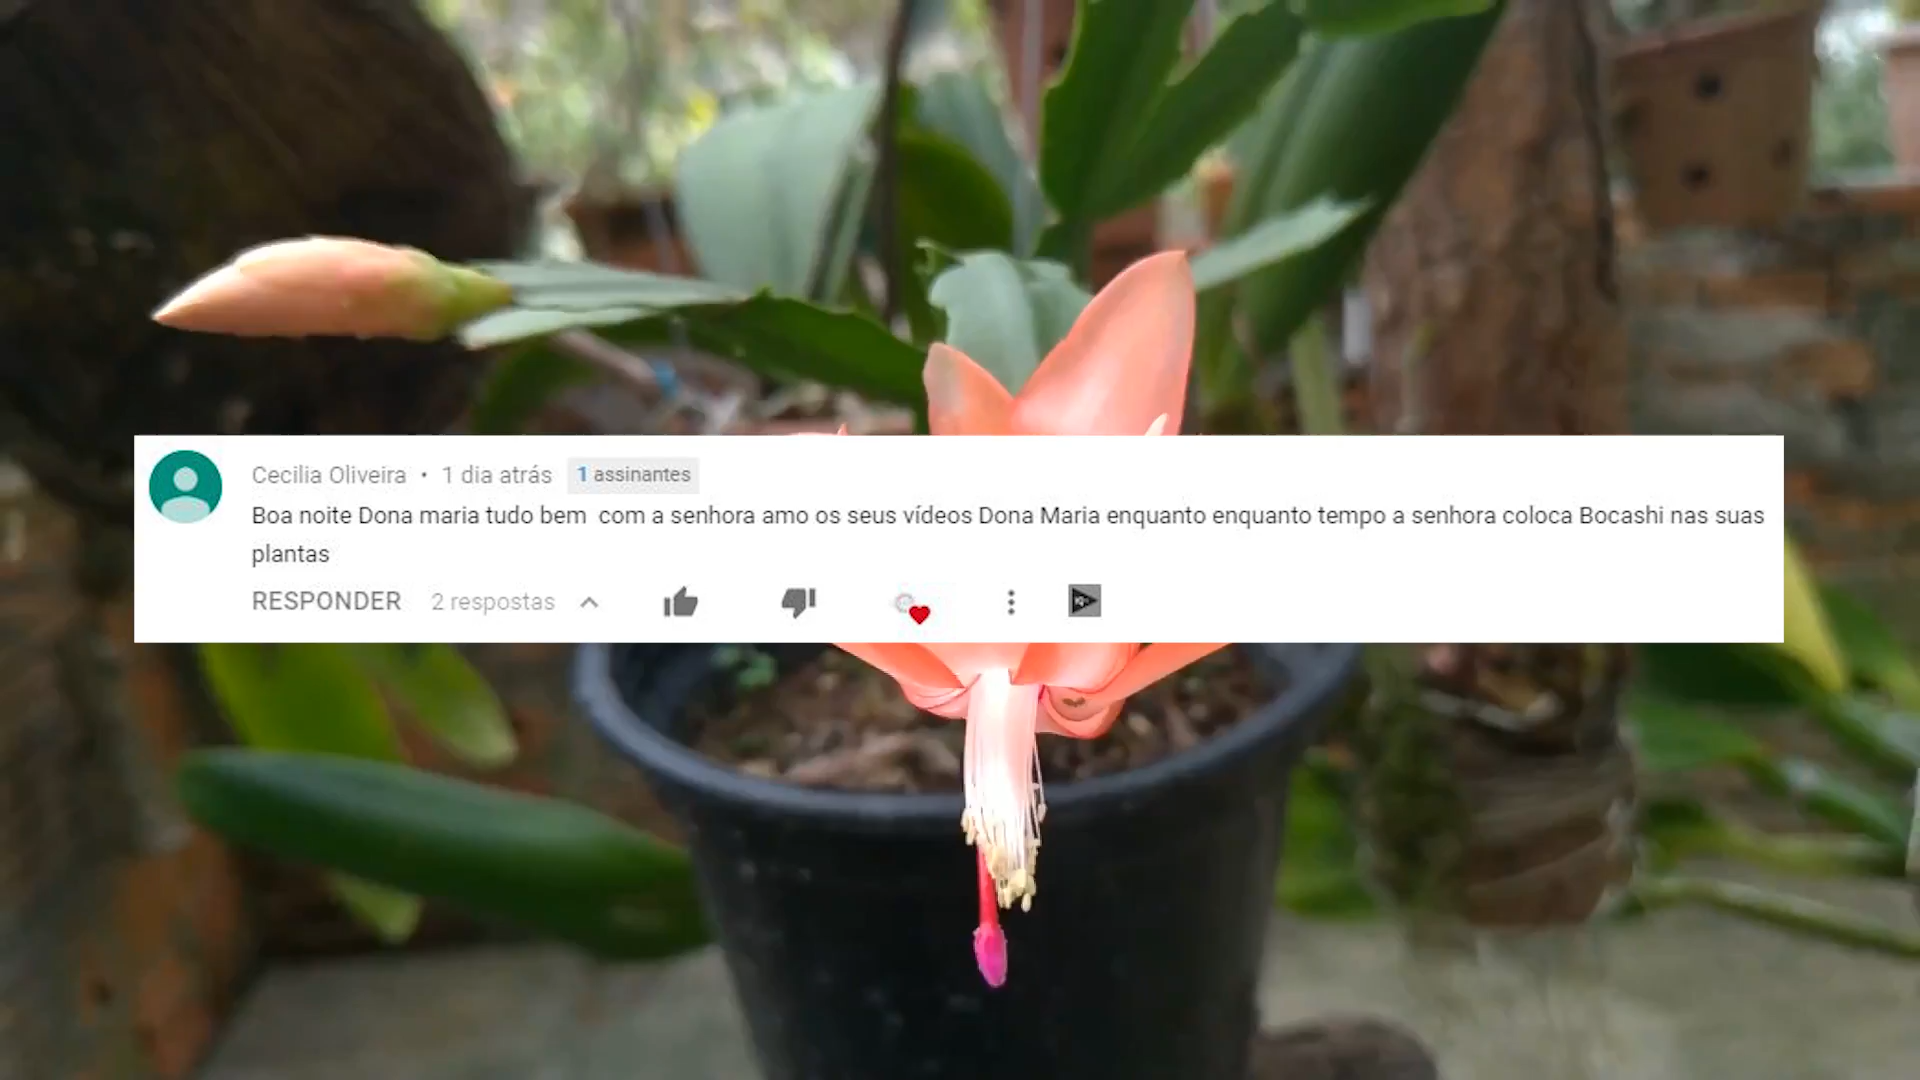 Cecilia Oliveira • 1 dia atrás 1 assinantes
Boa noite Dona maria tudo bem  com a senhora amo os seus vídeos Dona Maria enquanto enquanto tempo a senhora coloca Bocashi nas suas
plantas
RESPONDER 2 respostas